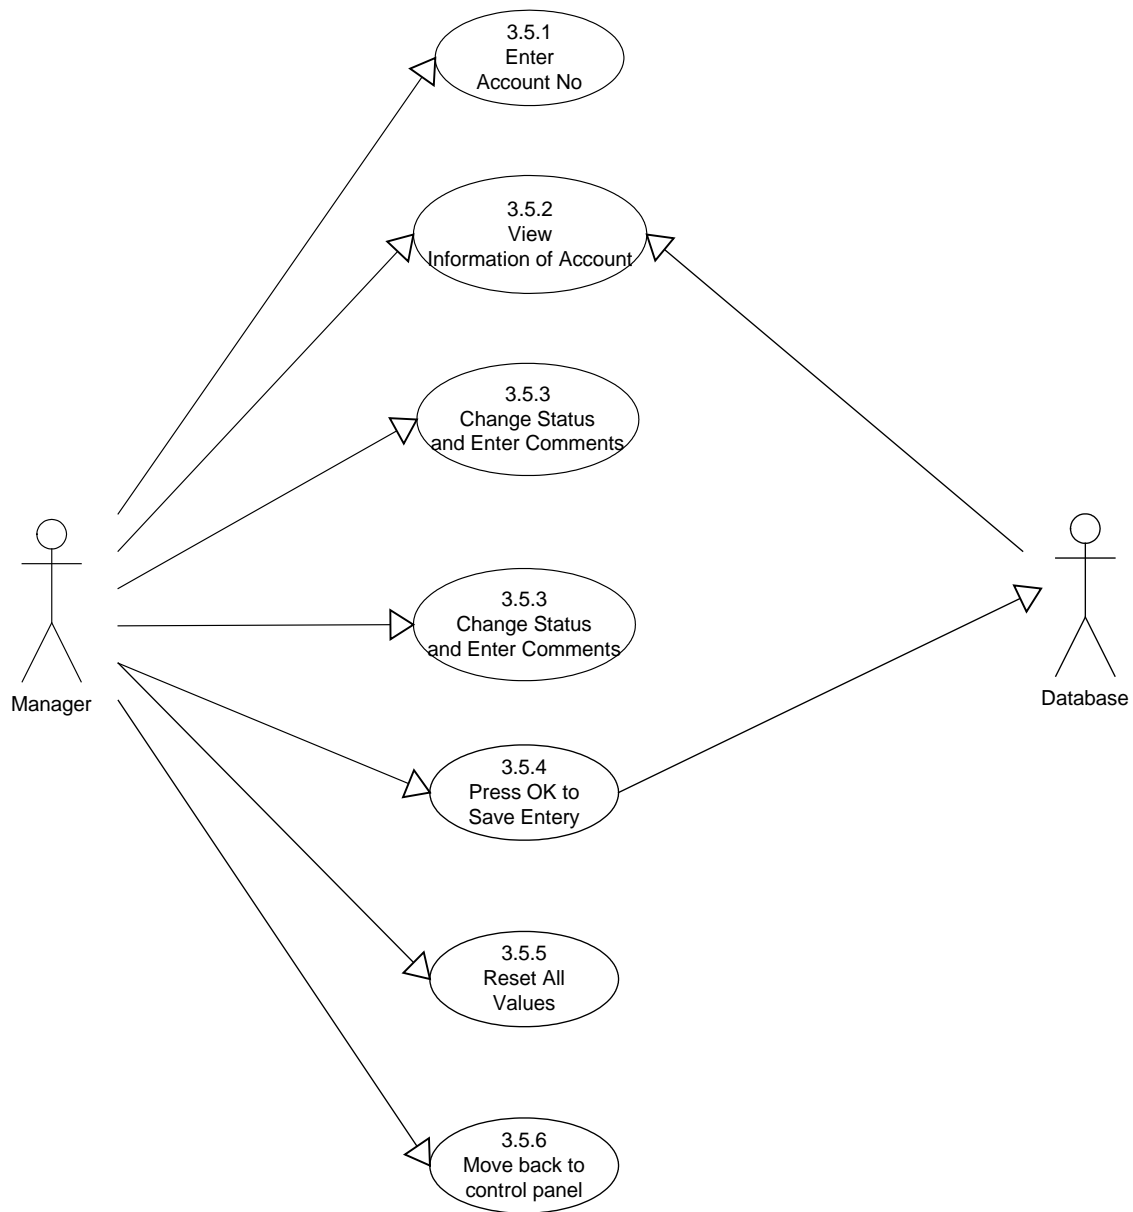 3.5.1
Enter
Account No
3.5.2
View
Information of Account
3.5.3
Change Status
and Enter Comments
3.5.3
Change Status
and Enter Comments
Manager
Database
3.5.4
Press OK to
Save Entery
3.5.5
Reset All
Values
3.5.6
Move back to
control panel